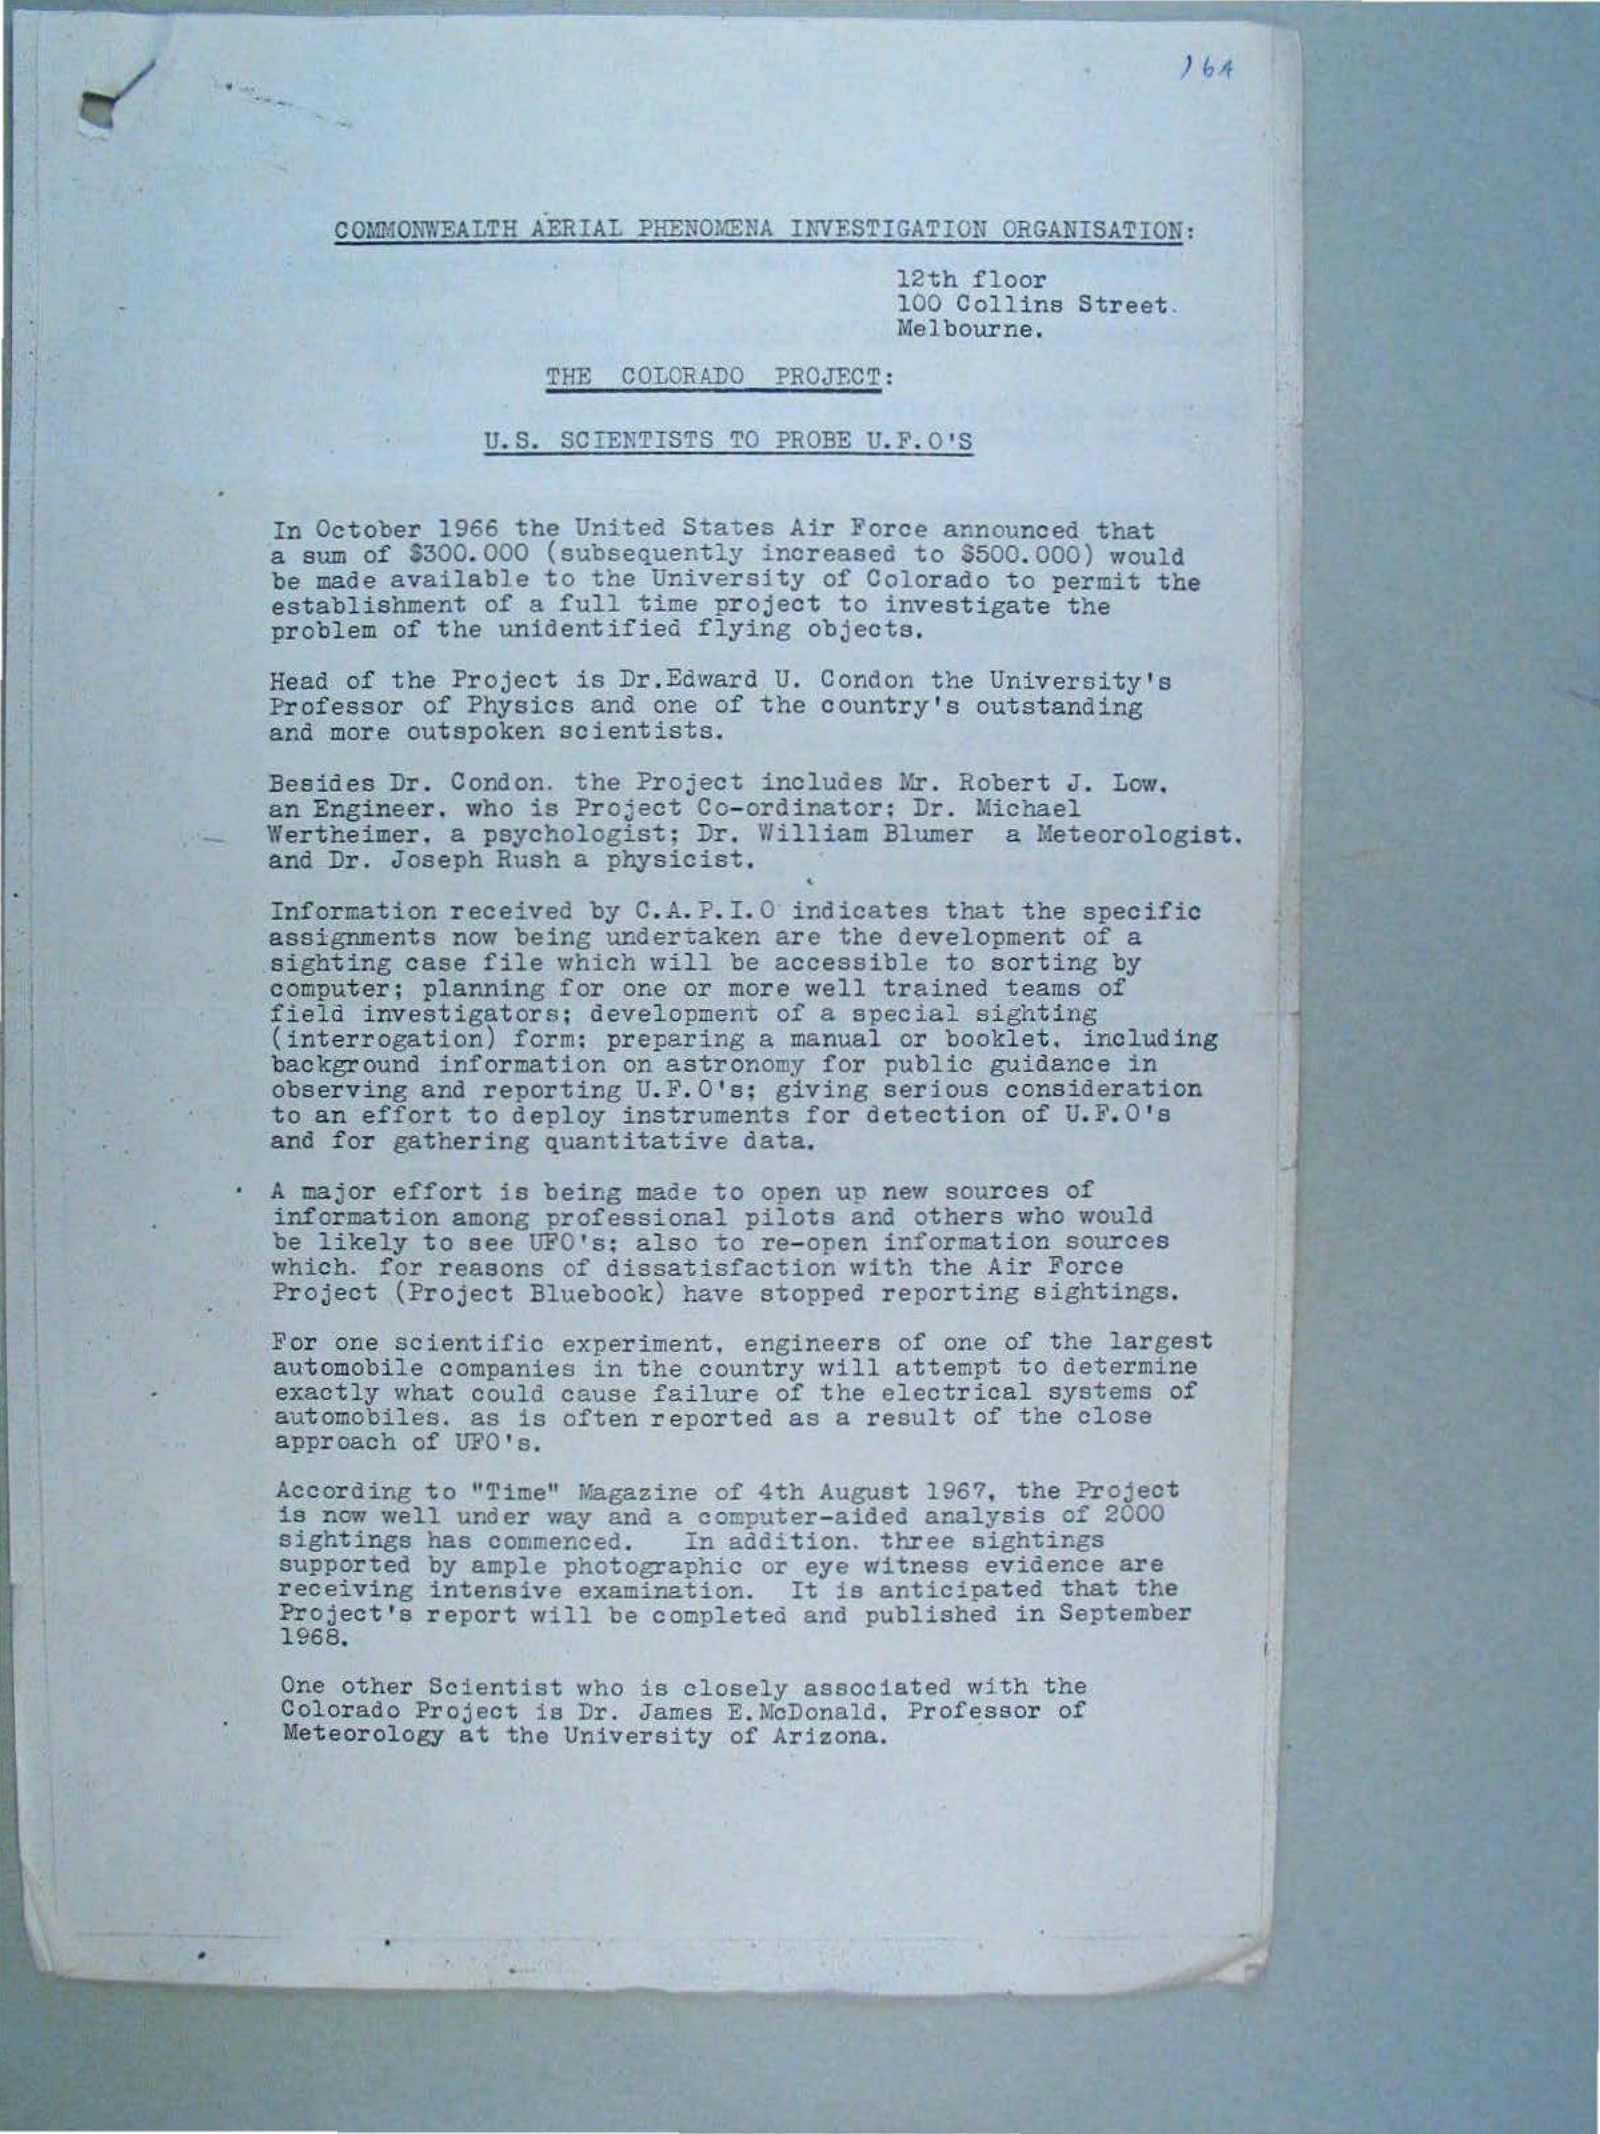 16A
COMMONWEALTH AERIAL PHENOMENA INVESTIGATION ORGANISATION:
12th floor
100 Collins Street.
Melbourne.
THE COLORADO PROJECT:
U.S. SCIENTISTS TO PROBE U.F.O'S
In October 1966 the United States Air Force announced that
a sum of $300.000 (subsequently increased to $500.000) would
be made available to the University of Colorado to permit the
establishment of a full time project to investigate the
problem of the unidentified flying objects.
Head of the Project is Dr.Edward U. Condon the University's
Professor of Physics and one of the country's outstanding
and more outspoken scientists.
Besides Dr. Condon. the Project includes Mr. Robert J. Low.
an Engineer. who is Project Co-ordinator; Dr. Michael
Wertheimer. a psychologist; Dr. William Blumer a Meteorologist.
and Dr. Joseph Rush a physicist.
Information received by C.A.P.I.O indicates that the specific
assignments now being undertaken are the development of a
sighting case file which will be accessible to sorting by
computer; planning for one or more well trained teams of
field investigators; development of a special sighting
(interrogation) form; preparing a manual or booklet. including
background information on astronomy for public guidance in
observing and reporting U.F.O's; giving serious consideration
to an effort to deploy instruments for detection of U.F.O's
and for gathering quantitative data.
A major effort is being made to open up new sources of
information among professional pilots and others who would
be likely to see UFO's; also to re-open information sources
which. for reasons of dissatisfaction with the Air Force
Project (Project Bluebook) have stopped reporting sightings.
For one scientific experiment, engineers of one of the largest
automobile companies in the country will attempt to determine
exactly what could cause failure of the electrical systems of
automobiles. as is often reported as a result of the close
approach of UFO's.
According to "Time" Magazine of 4th August 1967, the Project
is now well under way and a computer-aided analysis of 2000
sightings has commenced. In addition. three sightings
supported by ample photographic or eye witness evidence are
receiving intensive examination. It is anticipated that the
Project's report will be completed and published in September
1968.
One other Scientist who is closely associated with the
Colorado Project is Dr. James E.McDonald, Professor of
Meteorology at the University of Arizona.